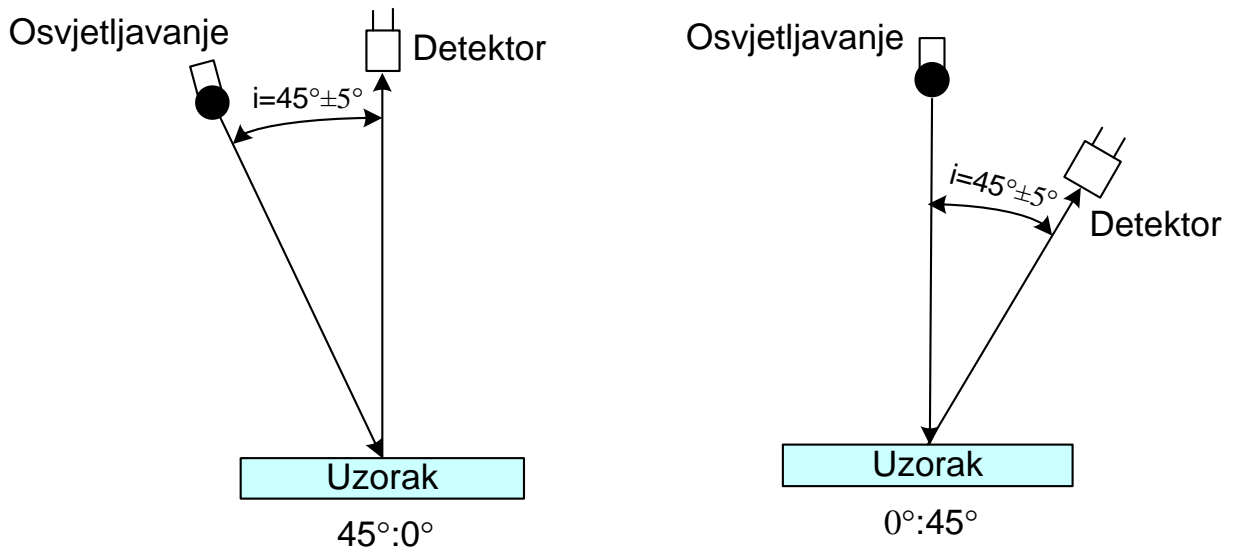 Osvjetljavanje
Detektor
i=45°±5°
Uzorak
45°:0°
Osvjetljavanje
i=45°±5°
Detektor
Uzorak
0°:45°